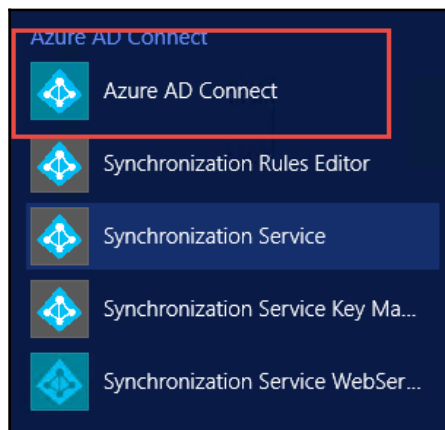 Azure AD Connect
Azure AD Connect
Synchronization Rules Editor
Synchronization Service
Synchronization Service Key Ma...
Synchronization Service WebSer...